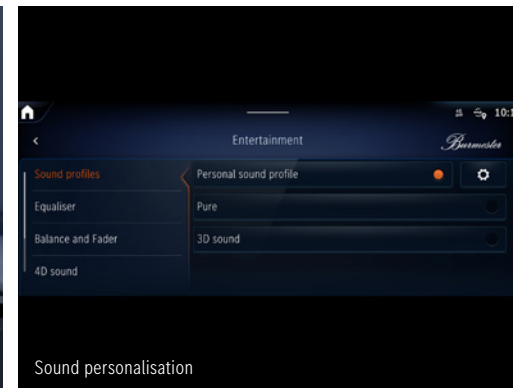 10:1
Entertainment
Burmester
Sound profiles
Personal sound profile
Equaliser
Pure
Balance and Fader
3D sound
4D sound
Sound personalisation